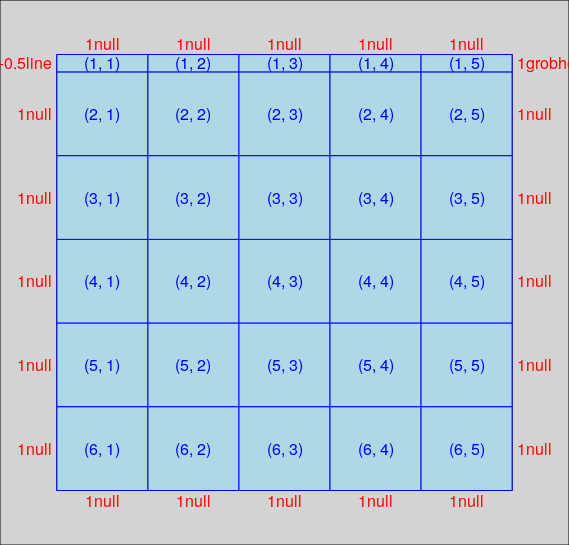 1null 1null 1null 1null 1null
-0.5line (1, 1) (1, 2) (1, 3) (1, 4) (1, 5)
1null (2, 1) (2, 2) (2, 3) (2, 4) (2, 5) 1null
1null (3, 1) (3, 2) (3, 3) (3, 4) (3, 5) 1null
1null (4, 1) (4, 2) (4, 3) (4, 4) (4, 5) 1null
1null (5, 1) (5, 2) (5, 3) (5, 4) (5, 5) 1null
1null (6, 1) (6, 2) (6, 3) (6, 4) (6, 5) 1null
1null 1null 1null 1null 1null